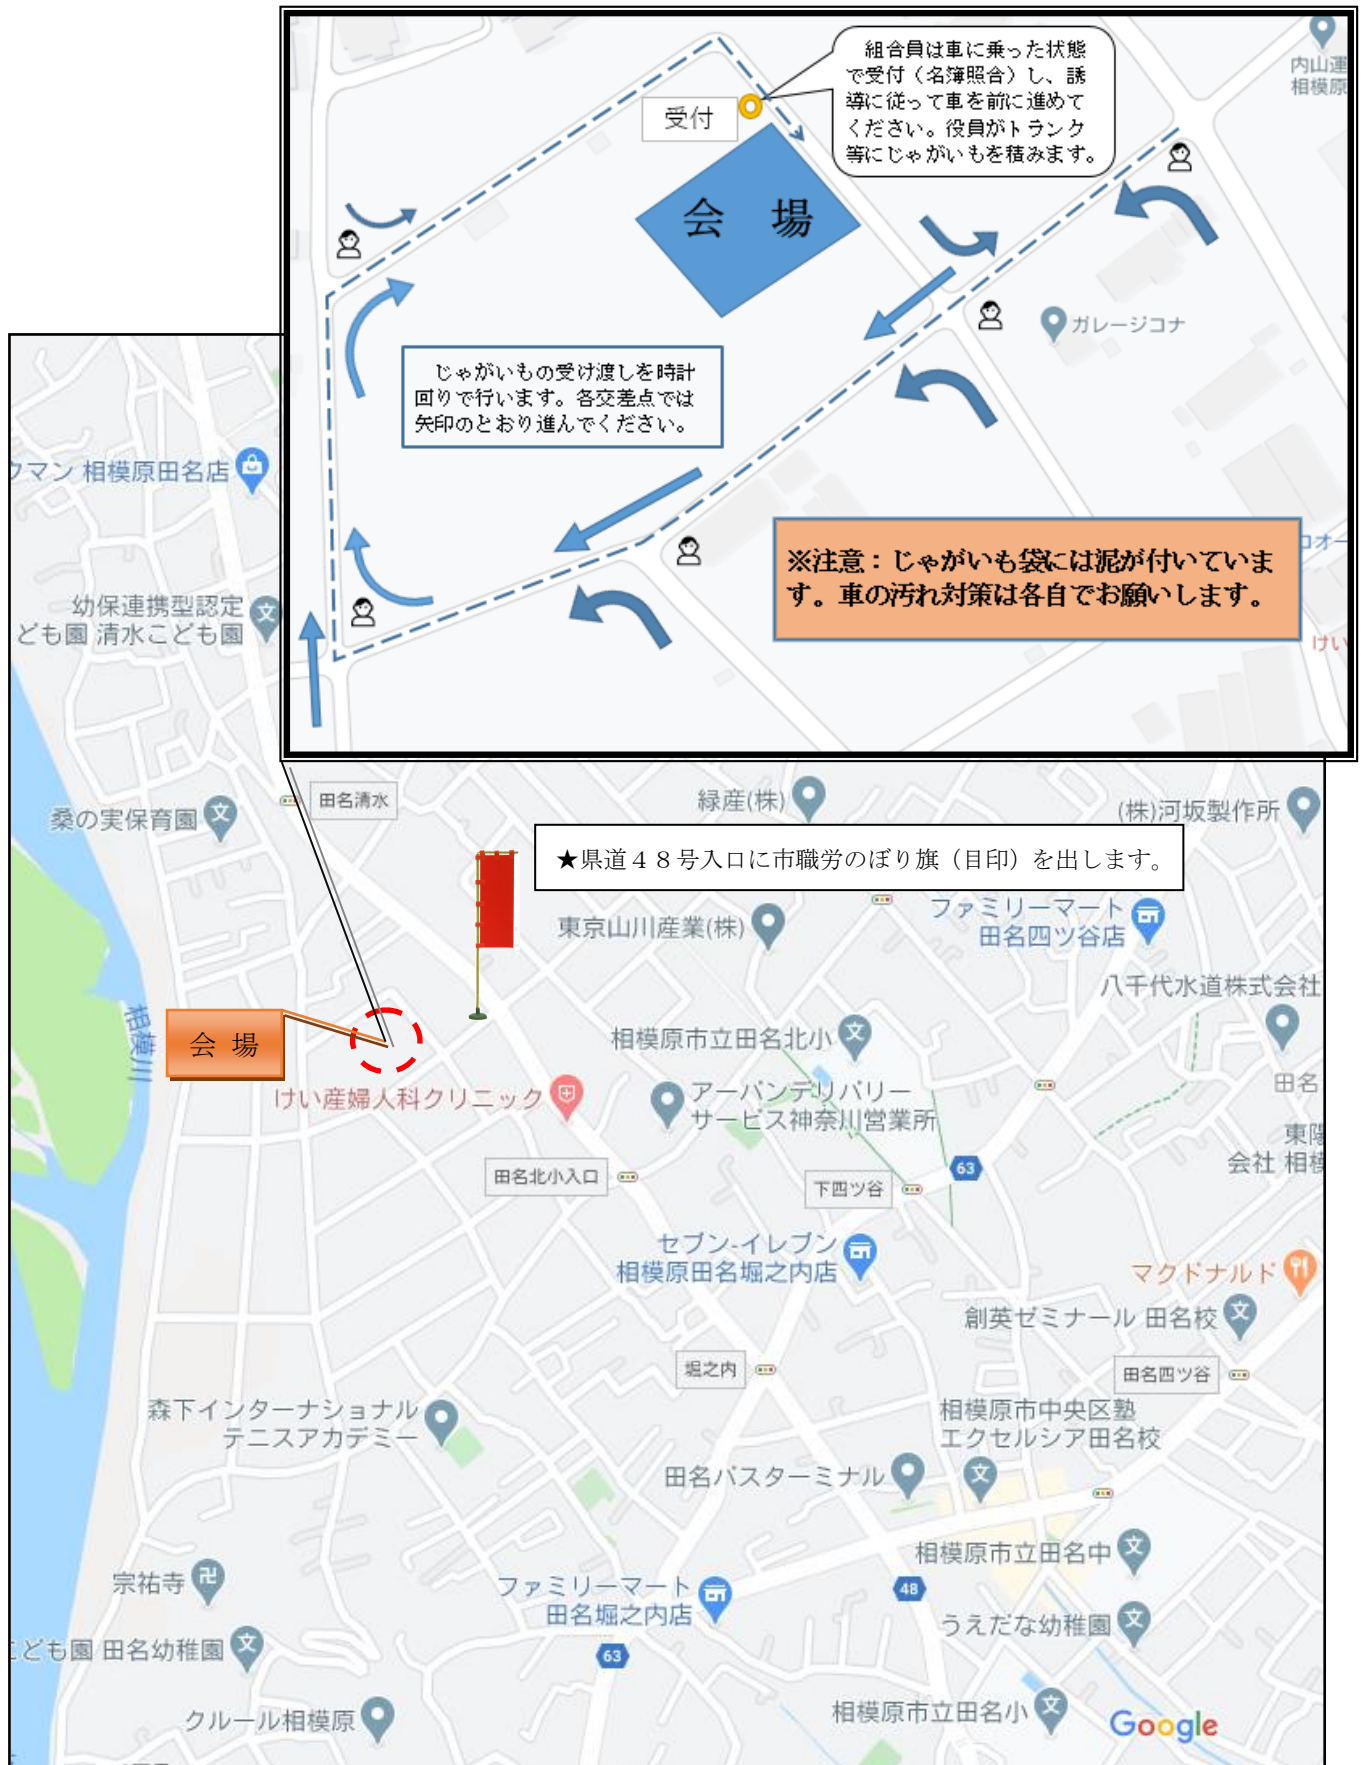 組合員は車に乗った状態
で受付（名簿照合）し、誘
導に従って車を前に進めて
ください。役員がトランク
等にじゃがいもを積みます。
内山運
相模原
受付
会 場
ガレージコナ
じゃがいもの受け渡しを時計
回りで行います。各交差点では
矢印のとおり進んでください。
※注意：じゃがいも袋には泥が付いていま
す。車の汚れ対策は各自でお願いします。
コオー
けい
クマン 相模原田名店
幼保連携型認定
ども園 清水こども園
桑の実保育園
田名清水
緑産(株)
(株)河坂製作所
★県道４８号入口に市職労のぼり旗（目印）を出します。
東京山川産業(株)
ファミリーマート
田名四ツ谷店
八千代水道株式会社
相模川
会 場
相模原市立田名北小
けい産婦人科クリニック
アーバンデリバリー
サービス神奈川営業所
田名
東陽
会社 相模
田名北小入口
下四ツ谷
63
セブン-イレブン
相模原田名堀之内店
マクドナルド
創英ゼミナール 田名校
堀之内
田名四ツ谷
森下インターナショナル
テニスアカデミー
相模原市中央区塾
エクセルシア田名校
田名バスターミナル
相模原市立田名中
宗祐寺
ファミリーマート
田名堀之内店
48
うえだな幼稚園
こども園 田名幼稚園
63
クルール相模原
相模原市立田名小
Google